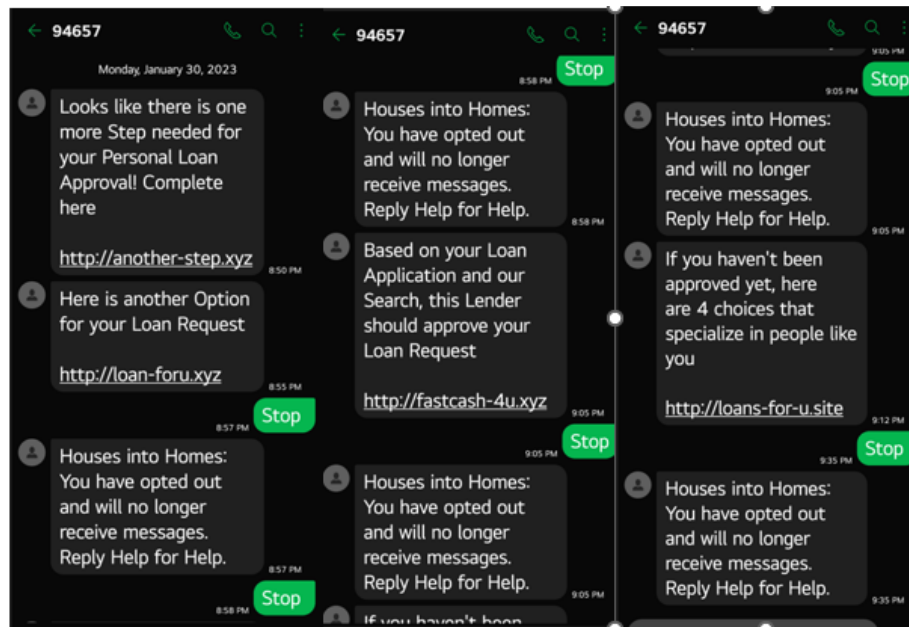 94657
Monday, January 30, 2023
Looks like there is one
more Step needed for
your Personal Loan
Approval! Complete
here
http://another-step.xyz
8:50 PM
Here is another Option
for your Loan Request
http://loan-foru.xyz
8:55 PM
Stop
8:57 PM
Houses into Homes:
You have opted out
and will no longer
receive messages.
Reply Help for Help.
8:57 PM
Stop
8:58 PM
94657
Stop
8:58 PM
Houses into Homes:
You have opted out
and will no longer
receive messages.
Reply Help for Help.
8:58 PM
Based on your Loan
Application and our
Search, this Lender
should approve your
Loan Request
http://fastcash-4u.xyz
9:05 PM
Stop
9:05 PM
Houses into Homes:
You have opted out
and will no longer
receive messages.
Reply Help for Help.
9:05 PM
If you haven't been
94657
9:05 PM
Stop
9:05 PM
Houses into Homes:
You have opted out
and will no longer
receive messages.
Reply Help for Help.
9:05 PM
If you haven't been
approved yet, here
are 4 choices that
specialize in people like
you
http://loans-for-u.site
9:12 PM
Stop
9:35 PM
Houses into Homes:
You have opted out
and will no longer
receive messages.
Reply Help for Help.
9:35 PM